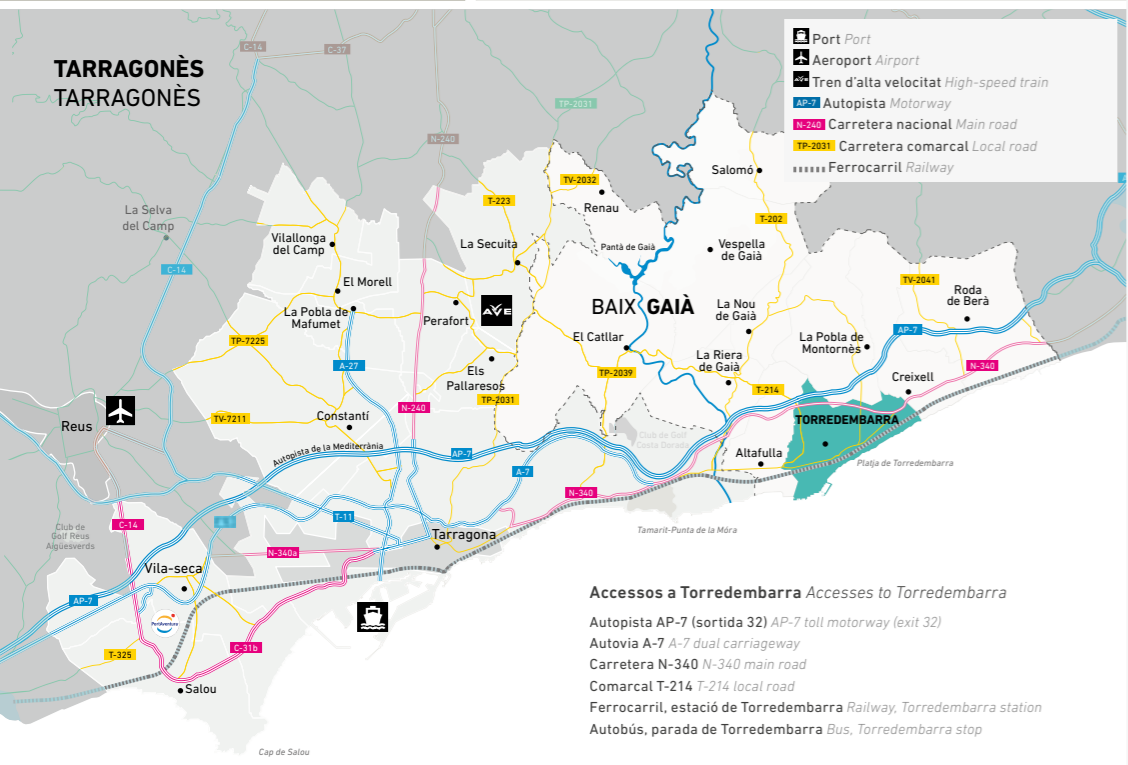 TARRAGONÈS
TARRAGONÈS
Port Port
Aeroport Airport
AVE Tren d'alta velocitat High-speed train
AP-7 Autopista Motorway
N-240 Carretera nacional Main road
TP-2031 Carretera comarcal Local road
Ferrocarril Railway
C-14
C-37
TP-2031
N-240
TV-2032
Renau
Salomó
T-223
T-202
La Selva
del Camp
Vilallonga
del Camp
La Secuita
Pantà de Gaià
Vespella
de Gaià
C-14
El Morell
TV-2041
Roda
de Berà
La Pobla de
Mafumet
Perafort
AVE
BAIX GAIÀ
La Nou
de Gaià
AP-7
TP-7225
El Catllar
La Pobla de
Montornès
A-27
Els
Pallaresos
TP-2039
La Riera
de Gaià
N-340
Creixell
T-214
TP-2031
N-240
TV-7211
Constantí
TORREDEMBARRA
Reus
Autopista de la Mediterrània
AP-7
Club de Golf
Costa Dorada
Altafulla
Platja de Torredembarra
A-7
N-340
T-11
C-14
Club de
Golf Reus
Aigüesverds
Tamarit-Punta de la Móra
Tarragona
N-340a
Vila-seca
AP-7
PortAventura
C-31b
T-325
Salou
Cap de Salou
Accessos a Torredembarra Accesses to Torredembarra
Autopista AP-7 (sortida 32) AP-7 toll motorway (exit 32)
Autovia A-7 A-7 dual carriageway
Carretera N-340 N-340 main road
Comarcal T-214 T-214 local road
Ferrocarril, estació de Torredembarra Railway, Torredembarra station
Autobús, parada de Torredembarra Bus, Torredembarra stop